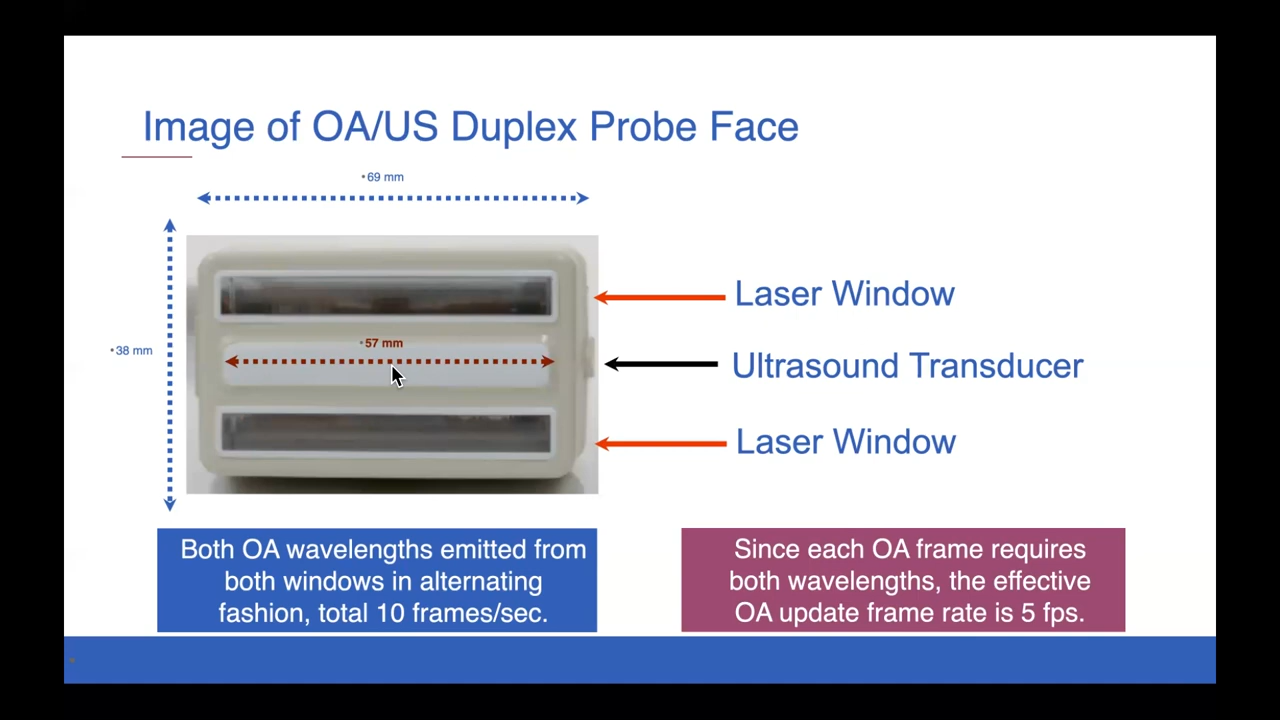 Image of OA/US Duplex Probe Face
•69 mm
Laser Window
•57 mm
•38 mm
Ultrasound Transducer
Laser Window
Both OA wavelengths emitted from
both windows in alternating
fashion, total 10 frames/sec.
Since each OA frame requires
both wavelengths, the effective
OA update frame rate is 5 fps.